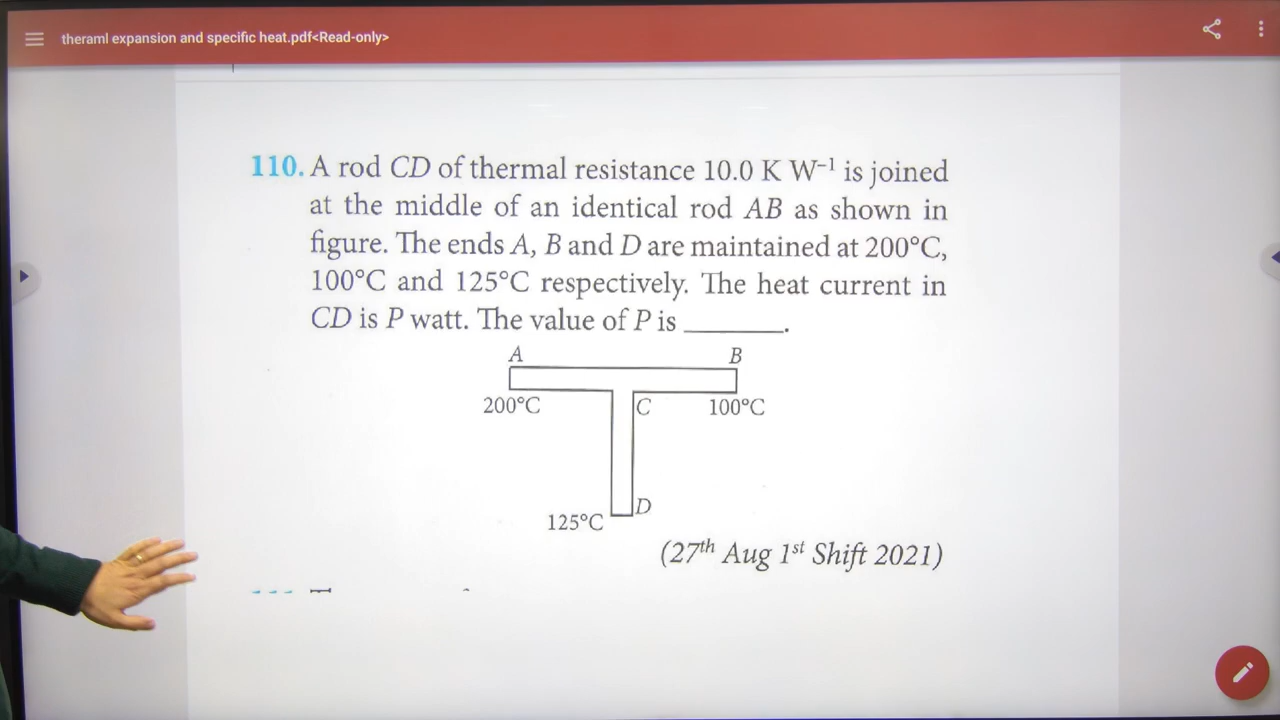 theraml expansion and specific heat.pdf<Read-only>
110. A rod CD of thermal resistance 10.0 K W⁻¹ is joined
at the middle of an identical rod AB as shown in
figure. The ends A, B and D are maintained at 200°C,
100°C and 125°C respectively. The heat current in
CD is P watt. The value of P is ________.
A B
200°C C 100°C
D
125°C
(27th Aug 1st Shift 2021)